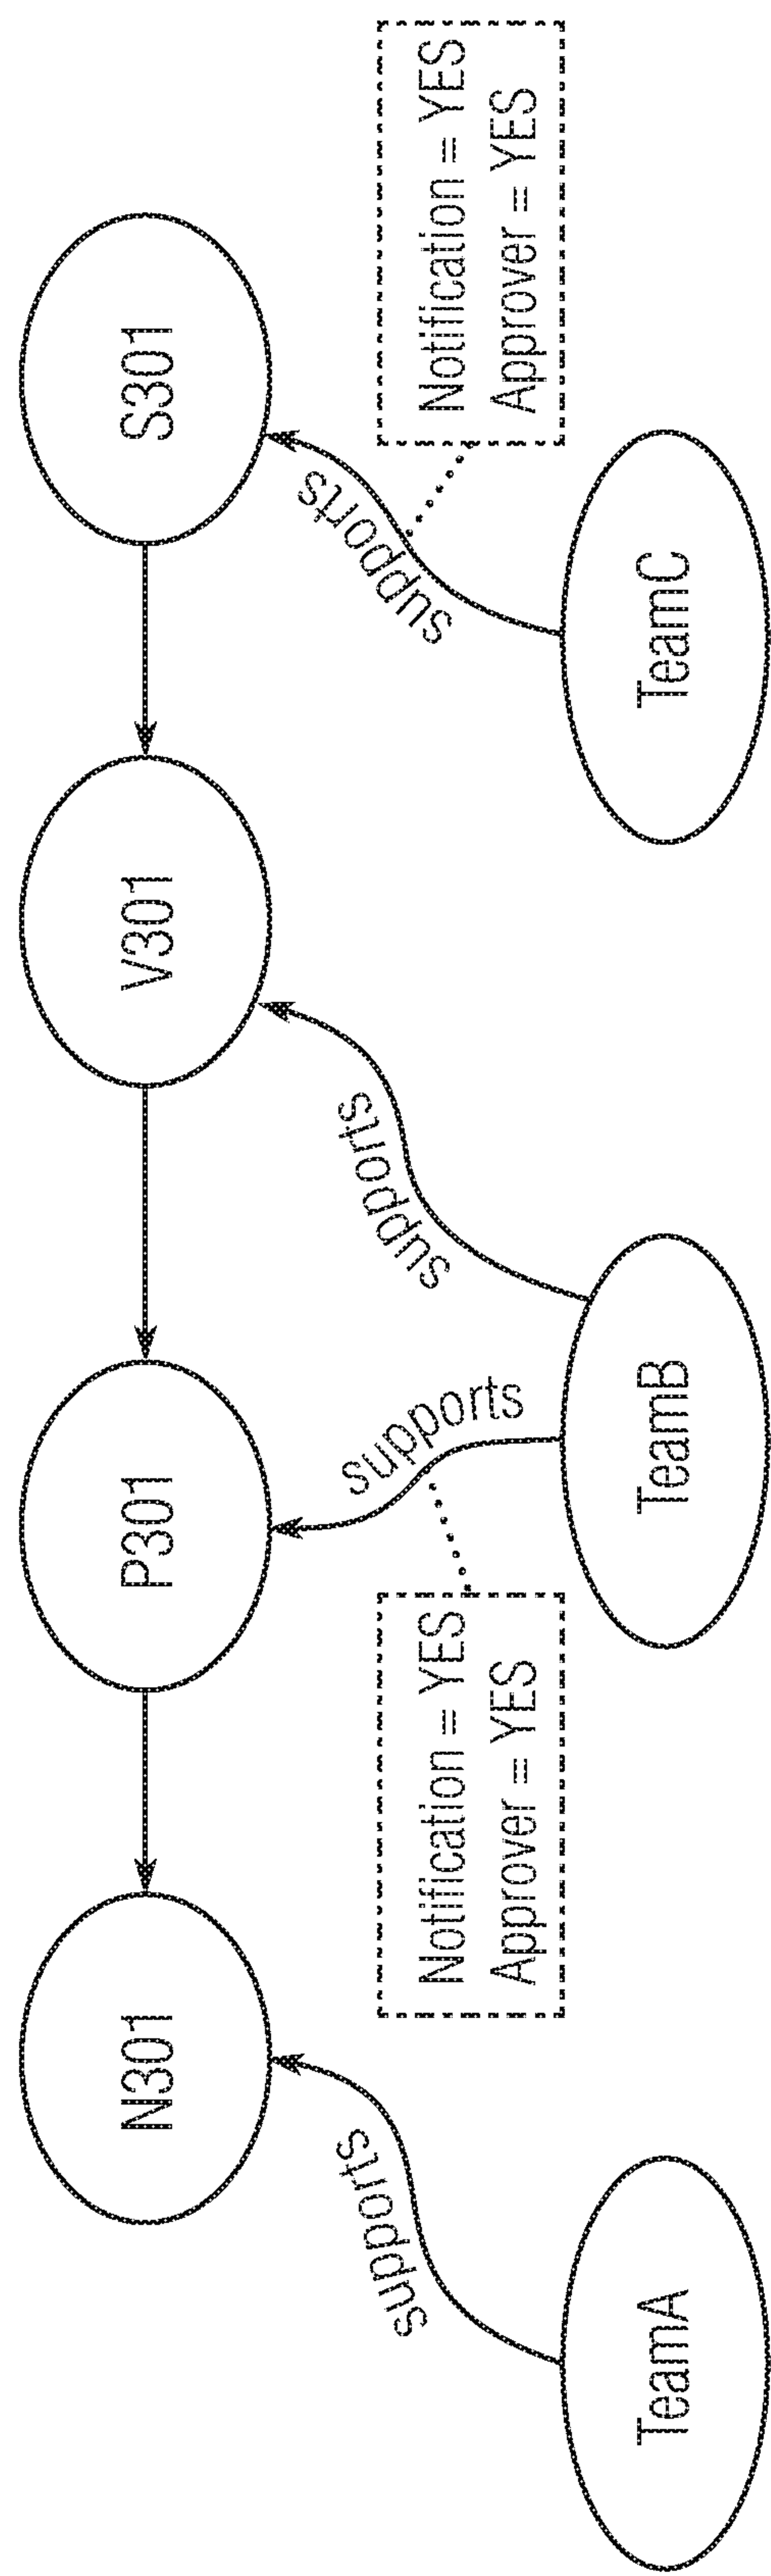 N301
P301
V301
S301
supports
supports
supports
supports
Notification = YES
Approver = YES
Notification = YES
Approver = YES
TeamA
TeamB
TeamC